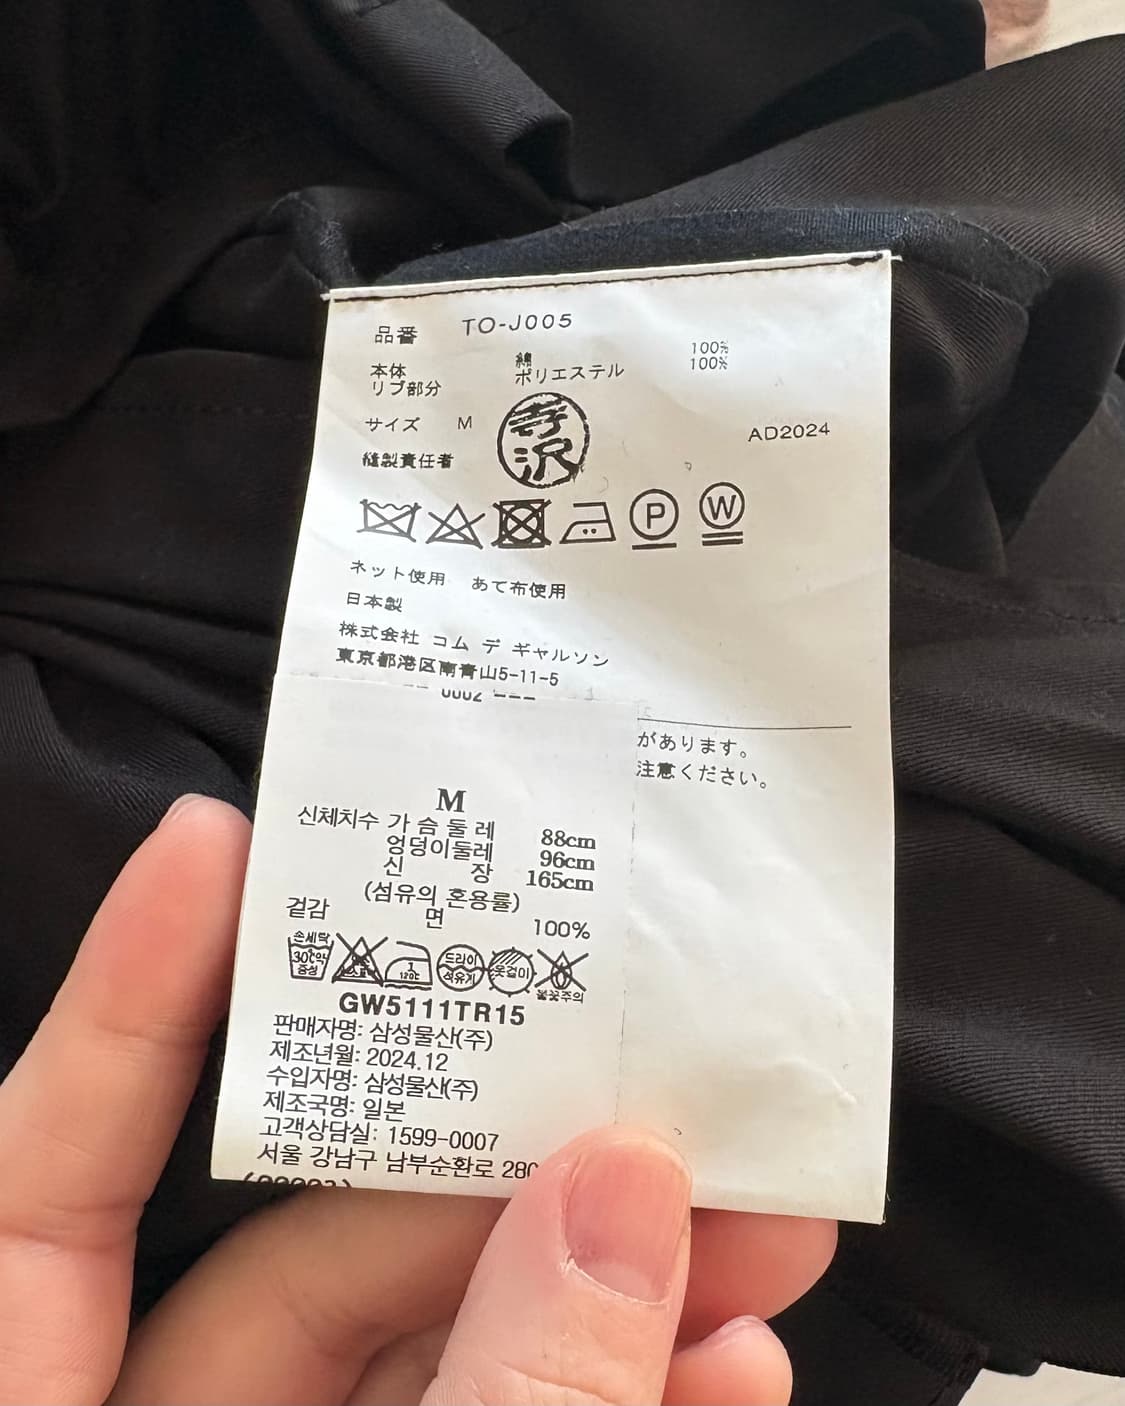 品番 TO-J005
本体 綿 100%
リブ部分 ポリエステル 100%
サイズ M
寺沢
AD2024
縫製責任者
P W
ネット使用 あて布使用
日本製
株式会社 コム デ ギャルソン
東京都港区南青山5-11-5
があります。
注意ください。
M
신체치수 가슴둘레 88cm
엉덩이둘레 96cm
신장 165cm
(섬유의 혼용률)
겉감 면 100%
손세탁
30℃약
중성
120℃
드라이
석유계
옷걸이
불꽃주의
GW5111TR15
판매자명: 삼성물산(주)
제조년월: 2024.12
수입자명: 삼성물산(주)
제조국명: 일본
고객상담실: 1599-0007
서울 강남구 남부순환로